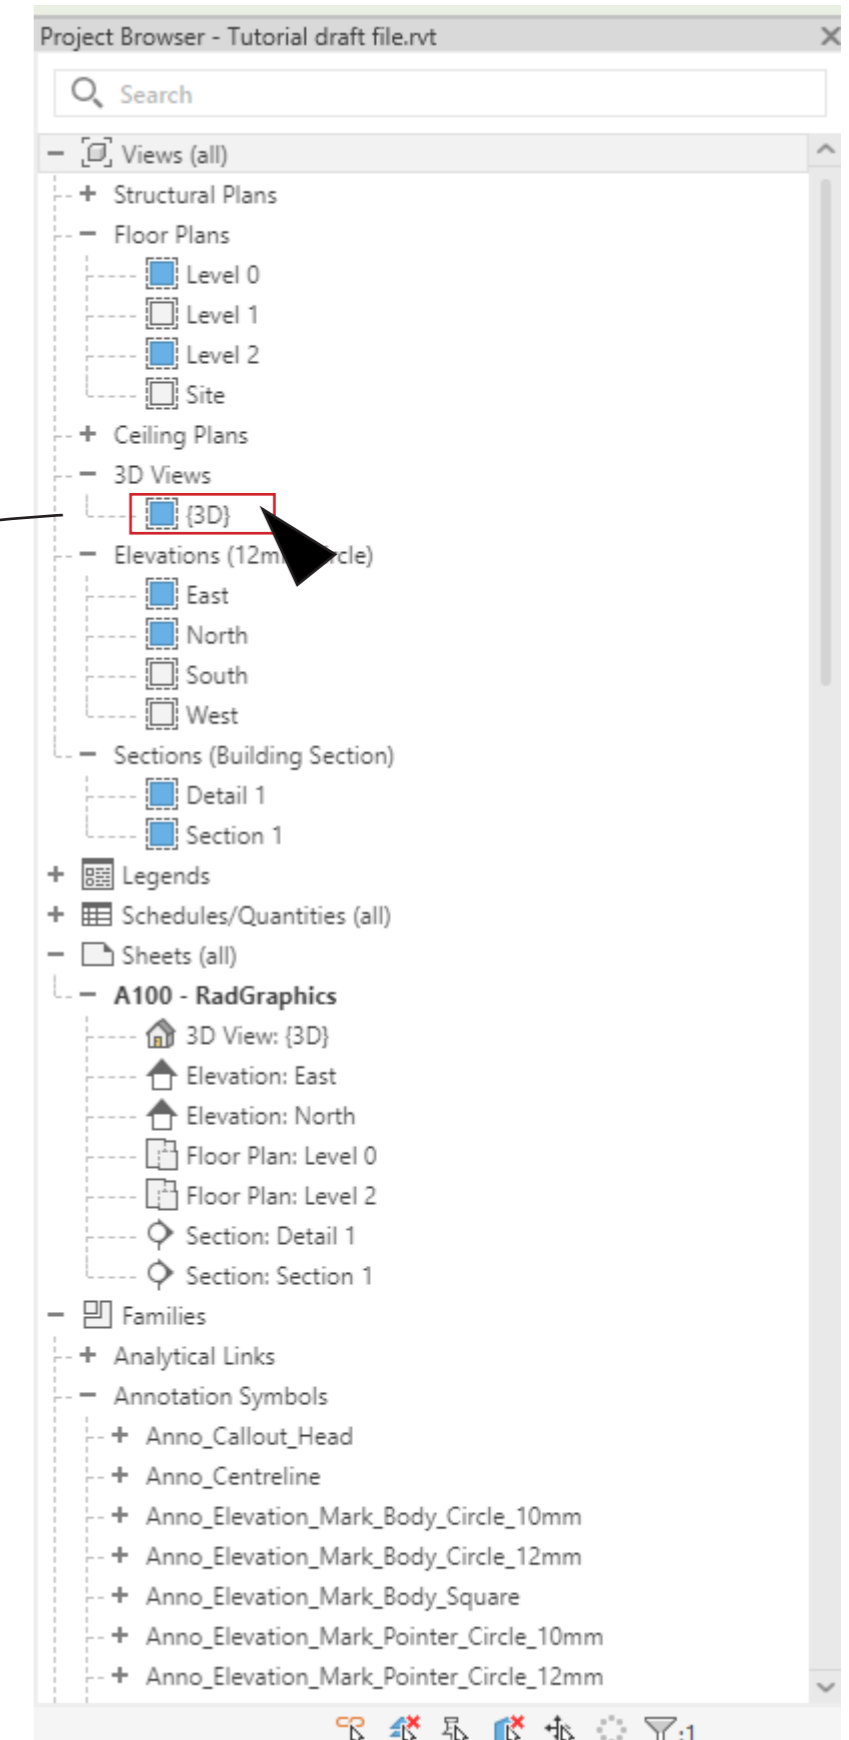 Project Browser - Tutorial draft file.rvt
Search
Views (all)
Structural Plans
Floor Plans
Level 0
Level 1
Level 2
Site
Ceiling Plans
3D Views
{3D}
Elevations (12m rcle)
East
North
South
West
Sections (Building Section)
Detail 1
Section 1
Legends
Schedules/Quantities (all)
Sheets (all)
A100 - RadGraphics
3D View: {3D}
Elevation: East
Elevation: North
Floor Plan: Level 0
Floor Plan: Level 2
Section: Detail 1
Section: Section 1
Families
Analytical Links
Annotation Symbols
Anno_Callout_Head
Anno_Centreline
Anno_Elevation_Mark_Body_Circle_10mm
Anno_Elevation_Mark_Body_Circle_12mm
Anno_Elevation_Mark_Body_Square
Anno_Elevation_Mark_Pointer_Circle_10mm
Anno_Elevation_Mark_Pointer_Circle_12mm
:1